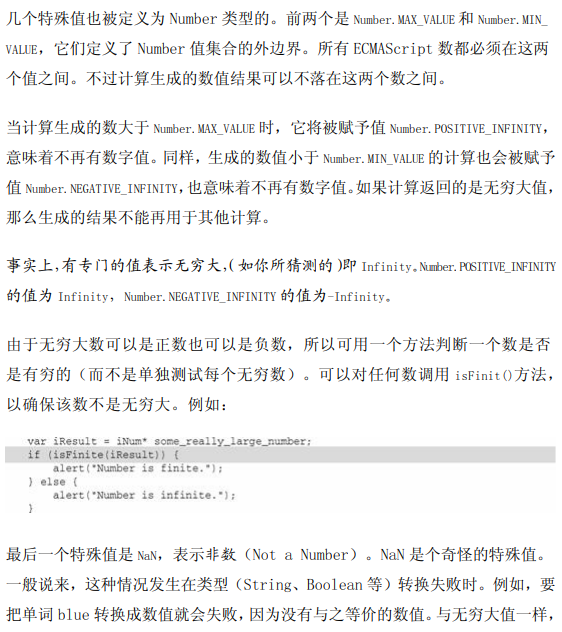 几个特殊值也被定义为 Number 类型的。前两个是 Number.MAX_VALUE 和 Number.MIN_
VALUE，它们定义了 Number 值集合的外边界。所有 ECMAScript 数都必须在这两
个值之间。不过计算生成的数值结果可以不落在这两个数之间。
当计算生成的数大于 Number.MAX_VALUE 时，它将被赋予值 Number.POSITIVE_INFINITY，
意味着不再有数字值。同样，生成的数值小于 Number.MIN_VALUE 的计算也会被赋予
值 Number.NEGATIVE_INFINITY，也意味着不再有数字值。如果计算返回的是无穷大值，
那么生成的结果不能再用于其他计算。
事实上，有专门的值表示无穷大，(如你所猜测的)即 Infinity。Number.POSITIVE_INFINITY
的值为 Infinity，Number.NEGATIVE_INFINITY 的值为-Infinity。
由于无穷大数可以是正数也可以是负数，所以可用一个方法判断一个数是否
是有穷的（而不是单独测试每个无穷数）。可以对任何数调用 isFinit()方法，
以确保该数不是无穷大。例如：
var iResult = iNum* some_really_large_number;
if (isFinite(iResult)) {
alert("Number is finite.");
} else {
alert("Number is infinite.");
}
最后一个特殊值是 NaN，表示非数（Not a Number）。NaN 是个奇怪的特殊值。
一般说来，这种情况发生在类型（String、Boolean 等）转换失败时。例如，要
把单词 blue 转换成数值就会失败，因为没有与之等价的数值。与无穷大值一样，